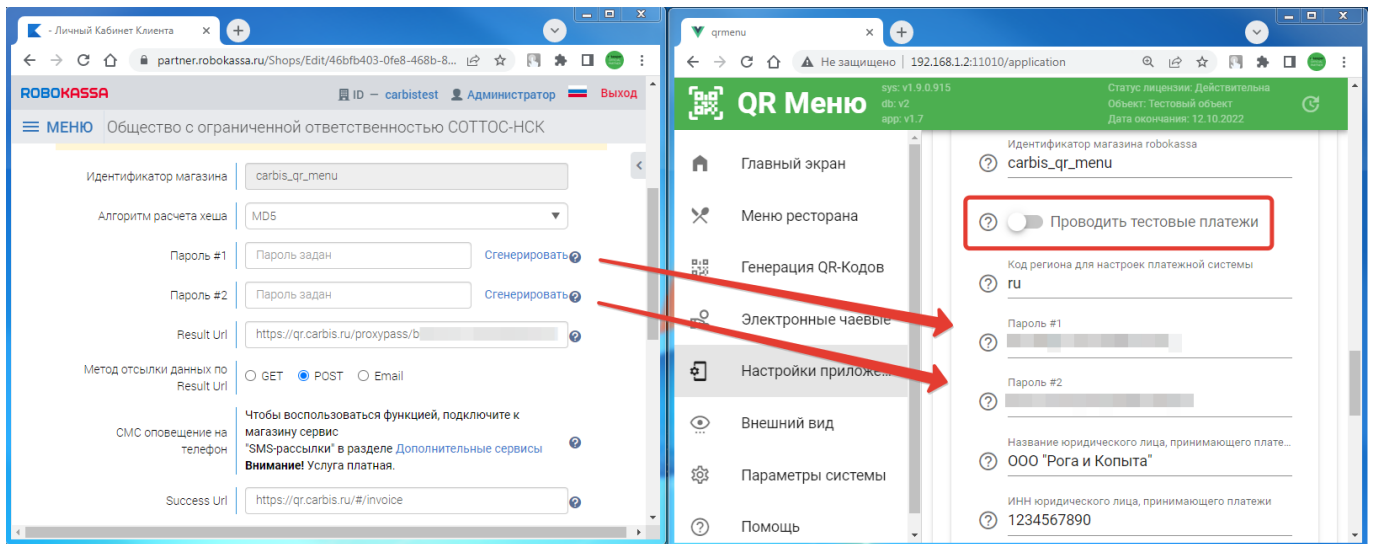 - Личный Кабинет Клиента
partner.robokassa.ru/Shops/Edit/46bfb403-0fe8-468b-8...
ROBOKASSA
ID — carbistest
Администратор
Выход
МЕНЮ
Общество с ограниченной ответственностью СОТТОС-НСК
Идентификатор магазина
carbis_qr_menu
Алгоритм расчета хеша
MD5
Пароль #1
Пароль задан
Сгенерировать
Пароль #2
Пароль задан
Сгенерировать
Result Url
https://qr.carbis.ru/proxypass/b
Метод отсылки данных по
Result Url
GET
POST
Email
СМС оповещение на
телефон
Чтобы воспользоваться функцией, подключите к
магазину сервис
"SMS-рассылки" в разделе Дополнительные сервисы
Внимание! Услуга платная.
Success Url
https://qr.carbis.ru/#/invoice
qrmenu
Не защищено
192.168.1.2:11010/application
QR Меню
sys: v1.9.0.915
db: v2
app: v1.7
Статус лицензии: Действительна
Объект: Тестовый объект
Дата окончания: 12.10.2022
Главный экран
Меню ресторана
Генерация QR-Кодов
Электронные чаевые
Настройки приложе...
Внешний вид
Параметры системы
Помощь
Идентификатор магазина robokassa
carbis_qr_menu
Проводить тестовые платежи
Код региона для настроек платежной системы
ru
Пароль #1
Пароль #2
Название юридического лица, принимающего плате...
ООО "Рога и Копыта"
ИНН юридического лица, принимающего платежи
1234567890